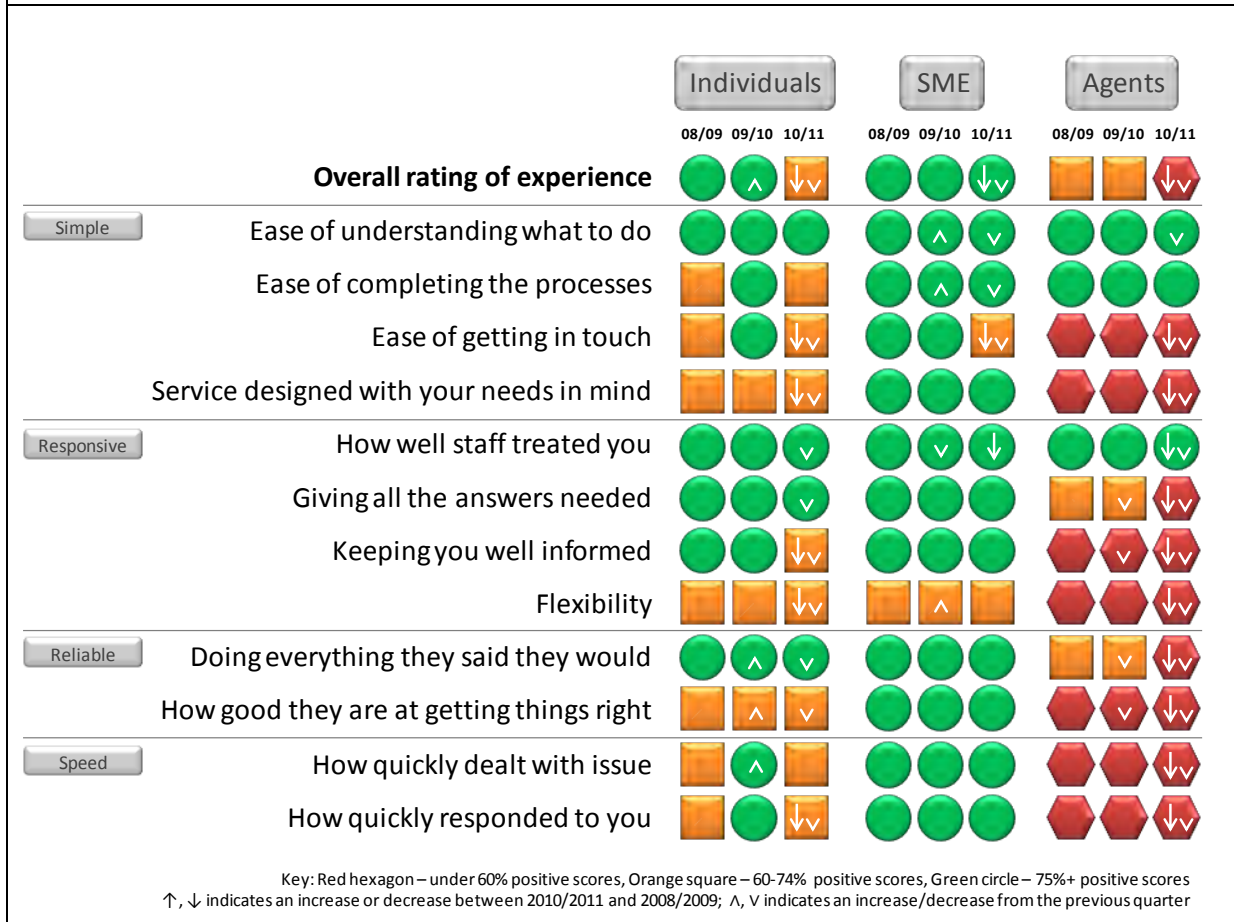 Individuals SME Agents
08/09 09/10 10/11 08/09 09/10 10/11 08/09 09/10 10/11
Overall rating of experience ˄ ↓˅ ↓˅ ↓˅
Simple Ease of understanding what to do ˄ ˅ ˅
Ease of completing the processes ˄ ˅
Ease of getting in touch ↓˅ ↓˅ ↓˅
Service designed with your needs in mind ↓˅ ↓˅
Responsive How well staff treated you ˅ ˅ ↓ ↓˅
Giving all the answers needed ˅ ˅ ↓˅
Keeping you well informed ↓˅ ˅ ↓˅
Flexibility ↓˅ ˄ ↓˅
Reliable Doing everything they said they would ˄ ˅ ˅ ↓˅
How good they are at getting things right ˄ ˅ ˅ ↓˅
Speed How quickly dealt with issue ˄ ↓˅
How quickly responded to you ↓˅ ↓˅
Key: Red hexagon – under 60% positive scores, Orange square – 60-74% positive scores, Green circle – 75%+ positive scores
↑, ↓ indicates an increase or decrease between 2010/2011 and 2008/2009; ˄, ˅ indicates an increase/decrease from the previous quarter